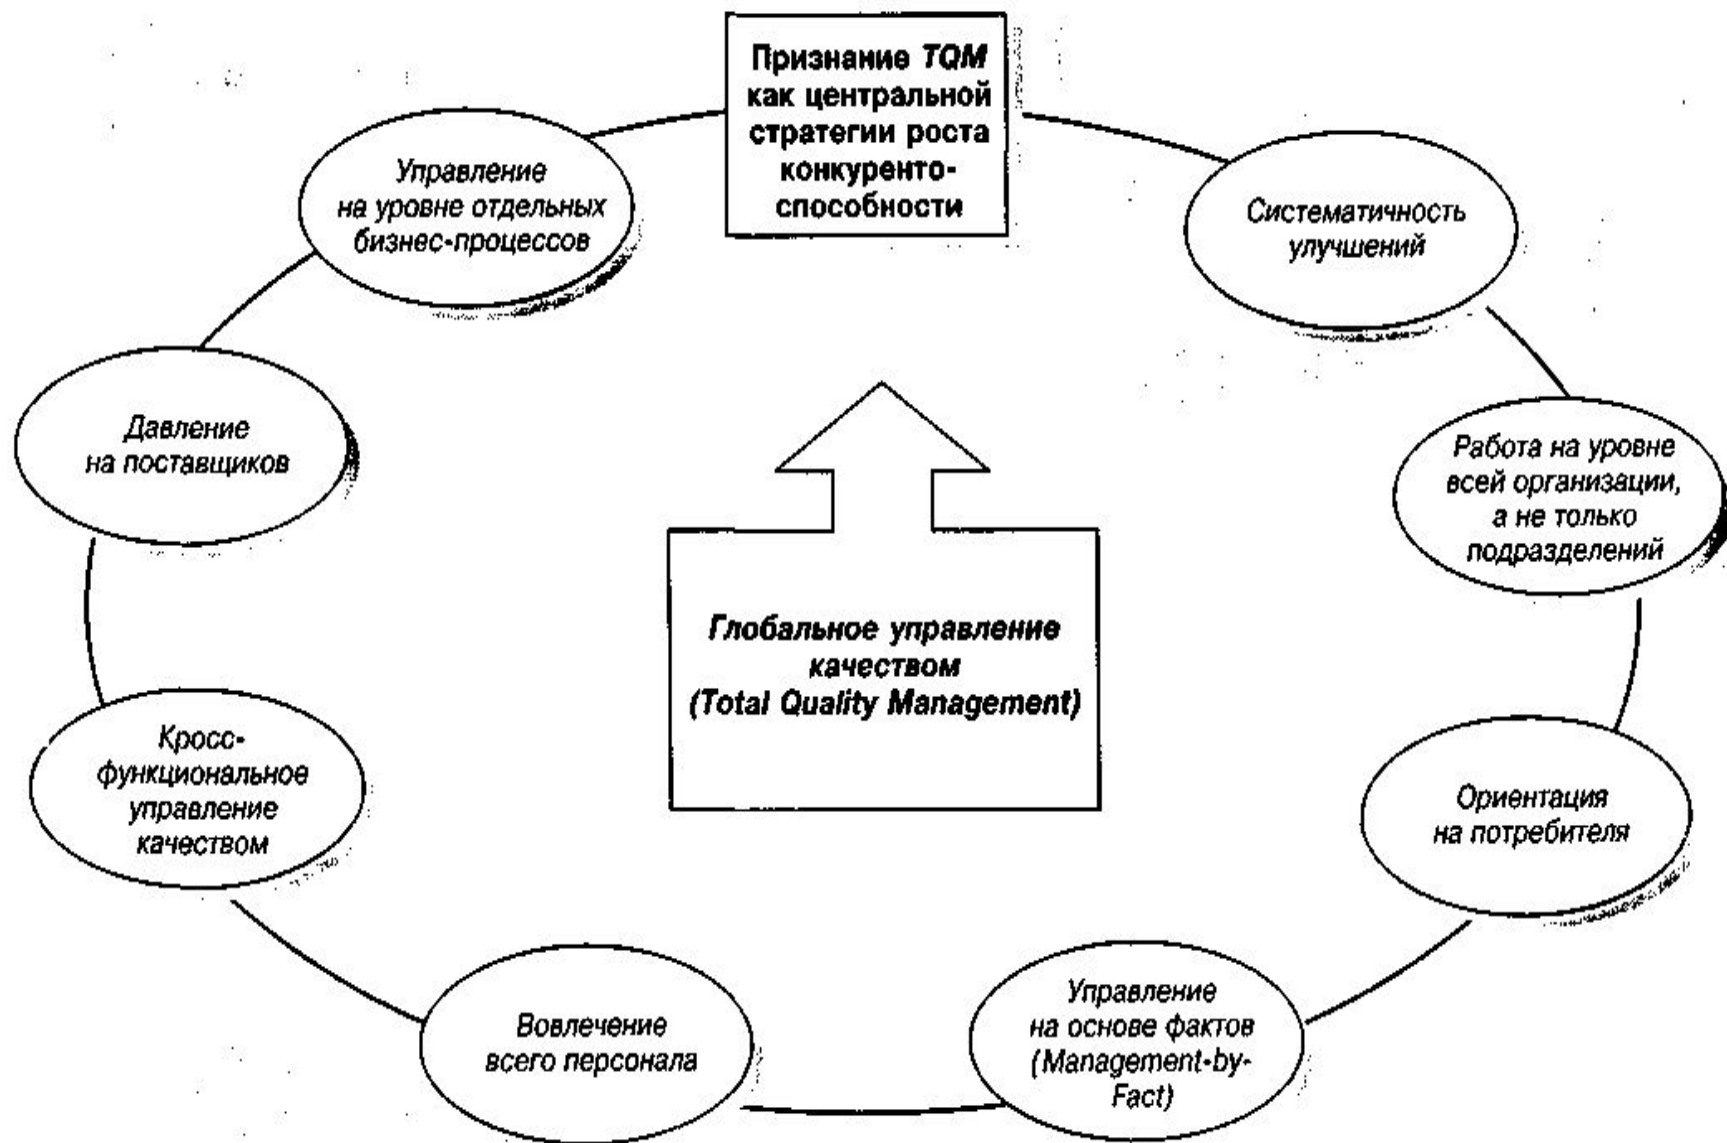 Признание TQM
как центральной
стратегии роста
конкуренто-
способности
Систематичность
улучшений
Работа на уровне
всей организации,
а не только
подразделений
Ориентация
на потребителя
Управление
на основе фактов
(Management-by-
Fact)
Вовлечение
всего персонала
Кросс-
функциональное
управление
качеством
Давление
на поставщиков
Управление
на уровне отдельных
бизнес-процессов
Глобальное управление
качеством
(Total Quality Management)